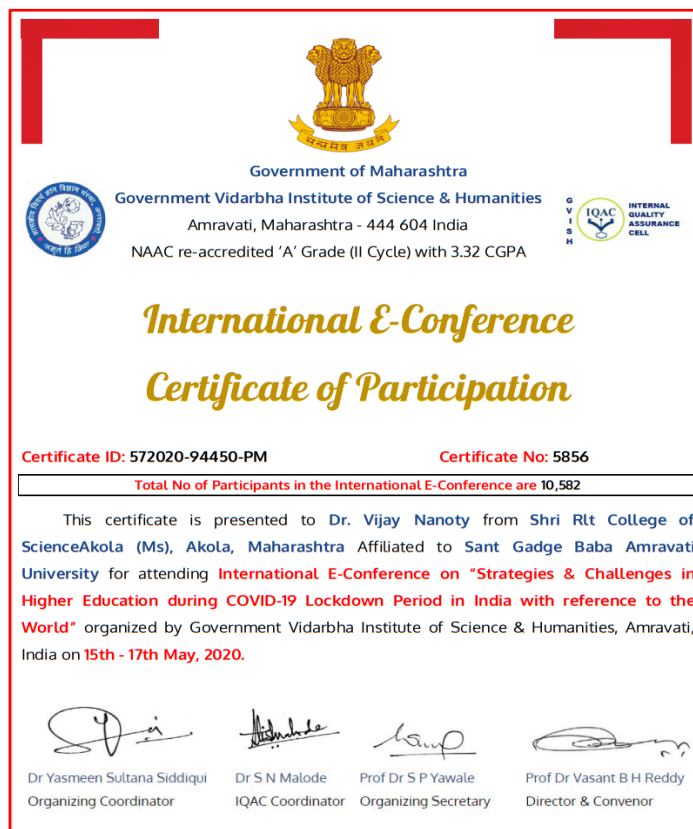 सत्यमेव जयते
Government of Maharashtra
Government Vidarbha Institute of Science & Humanities
Amravati, Maharashtra - 444 604 India
NAAC re-accredited ‘A’ Grade (II Cycle) with 3.32 CGPA
GVISH
IQAC
INTERNAL
QUALITY
ASSURANCE
CELL
International E-Conference
Certificate of Participation
Certificate ID: 572020-94450-PM Certificate No: 5856
Total No of Participants in the International E-Conference are 10,582
This certificate is presented to Dr. Vijay Nanoty from Shri Rlt College of
ScienceAkola (Ms), Akola, Maharashtra Affiliated to Sant Gadge Baba Amravati
University for attending International E-Conference on "Strategies & Challenges in
Higher Education during COVID-19 Lockdown Period in India with reference to the
World" organized by Government Vidarbha Institute of Science & Humanities, Amravati,
India on 15th - 17th May, 2020.
Dr Yasmeen Sultana Siddiqui Dr S N Malode Prof Dr S P Yawale Prof Dr Vasant B H Reddy
Organizing Coordinator IQAC Coordinator Organizing Secretary Director & Convenor